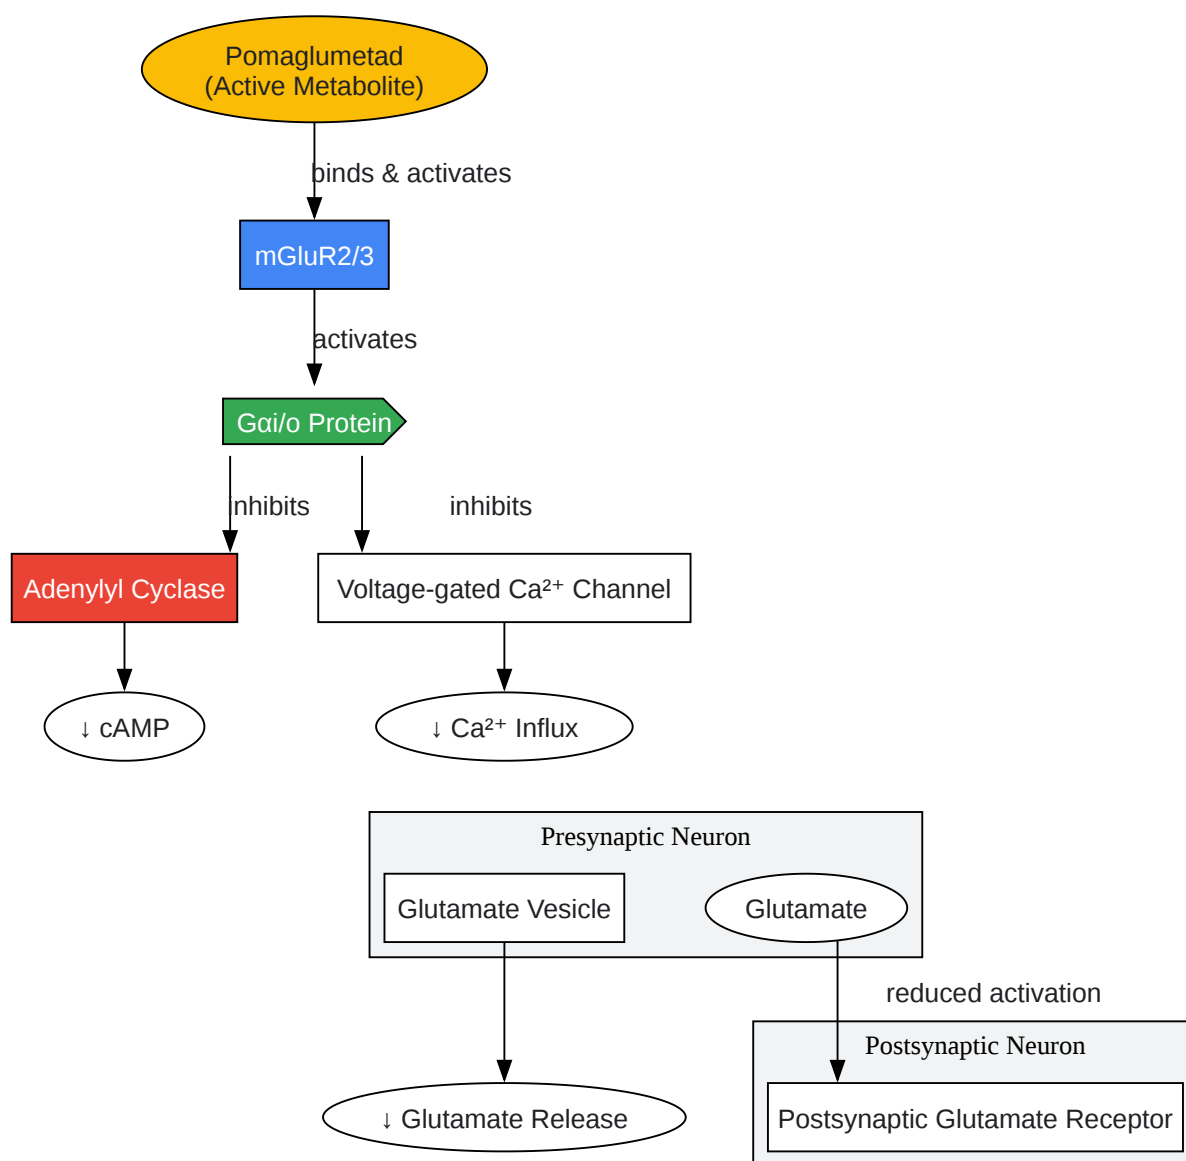 Pomaglumetad
(Active Metabolite)
binds & activates
mGluR2/3
activates
Gαi/o Protein
inhibits
inhibits
Adenylyl Cyclase
Voltage-gated Ca²⁺ Channel
↓ cAMP
↓ Ca²⁺ Influx
Presynaptic Neuron
Glutamate Vesicle
Glutamate
reduced activation
Postsynaptic Neuron
↓ Glutamate Release
Postsynaptic Glutamate Receptor